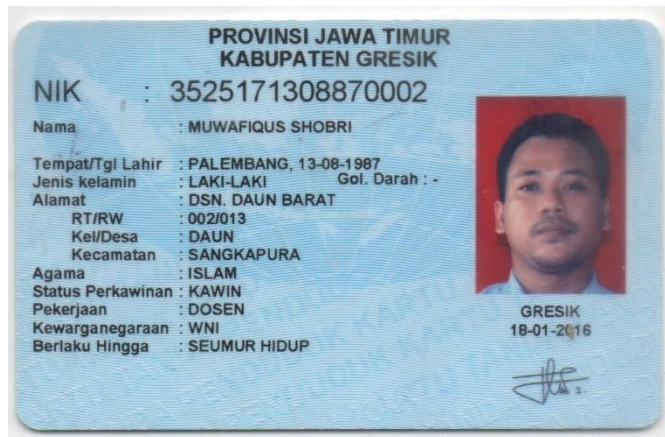 PROVINSI JAWA TIMUR
KABUPATEN GRESIK
NIK : 3525171308870002
Nama : MUWAFIQUS SHOBRI
Tempat/Tgl Lahir : PALEMBANG, 13-08-1987
Jenis kelamin : LAKI-LAKI Gol. Darah : -
Alamat : DSN. DAUN BARAT
RT/RW : 002/013
Kel/Desa : DAUN
Kecamatan : SANGKAPURA
Agama : ISLAM
Status Perkawinan : KAWIN
Pekerjaan : DOSEN
Kewarganegaraan : WNI
Berlaku Hingga : SEUMUR HIDUP
GRESIK
18-01-2016